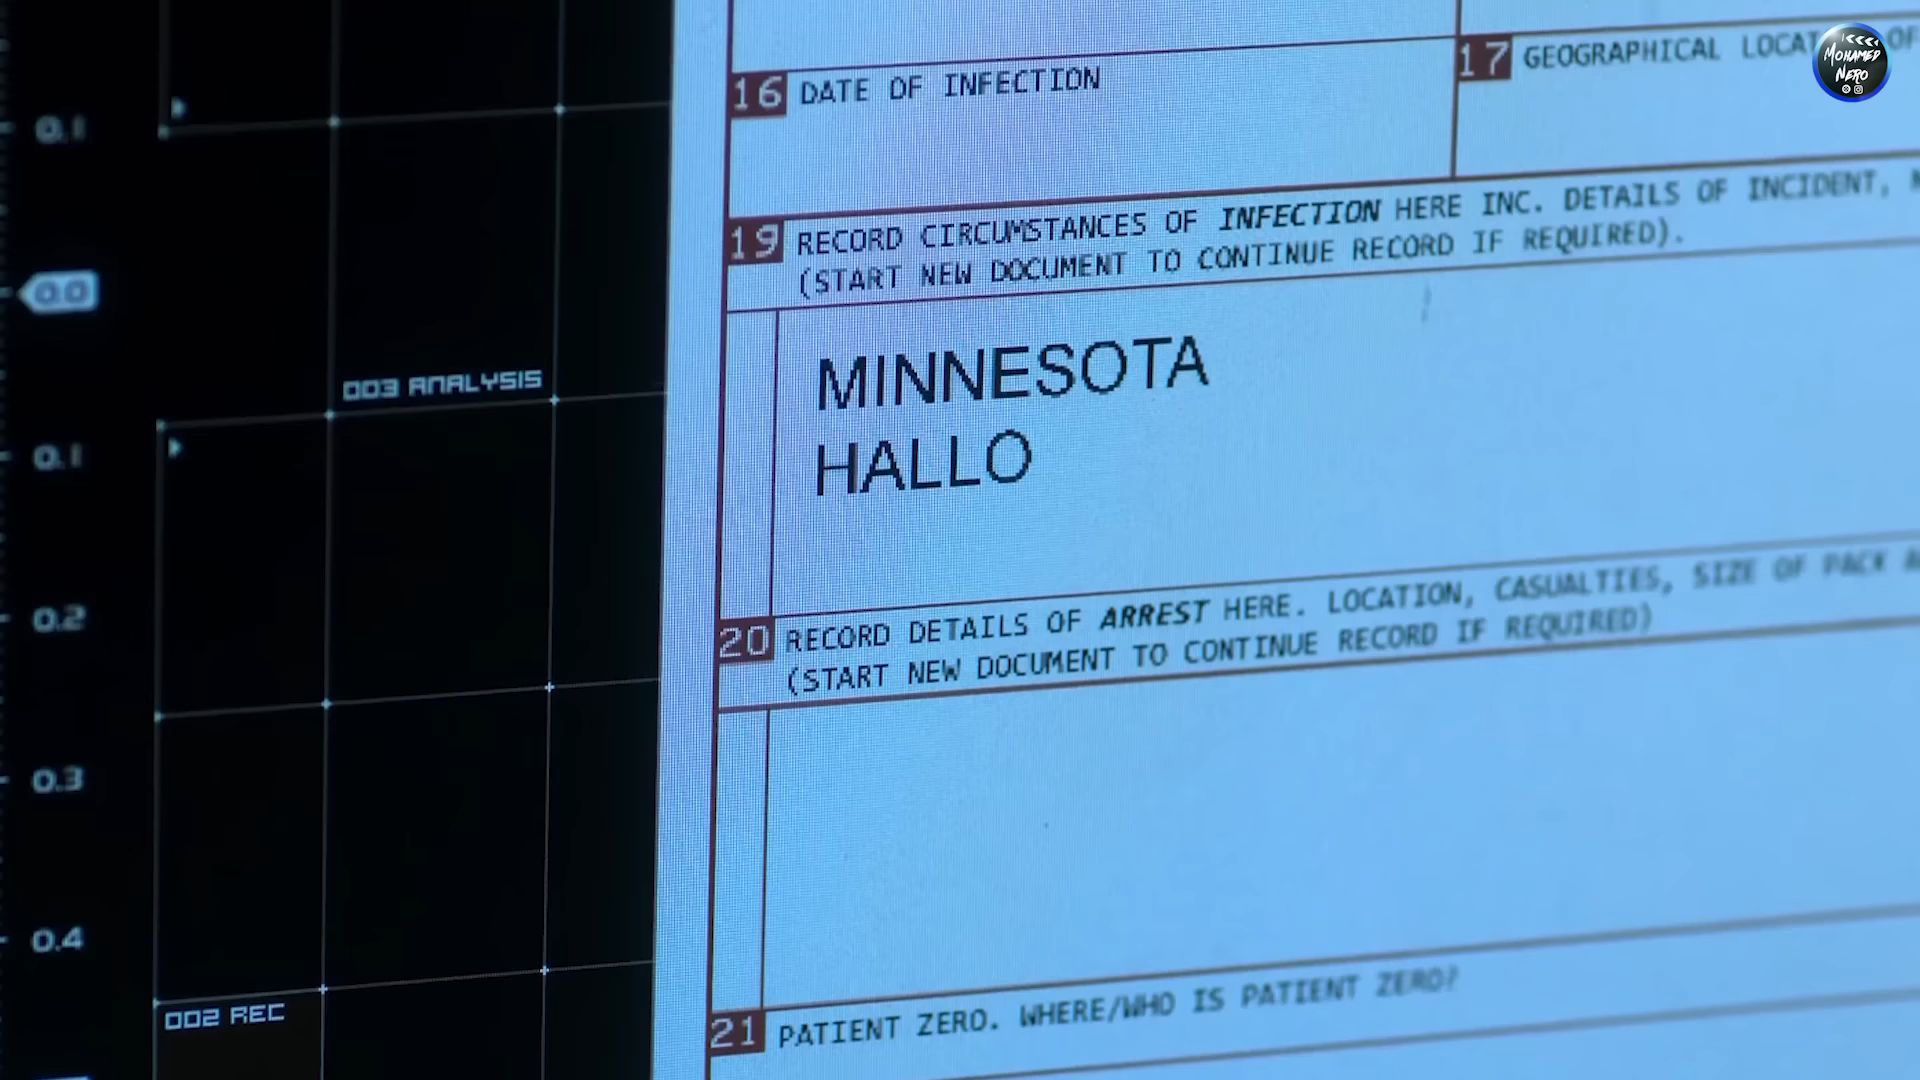 16 DATE OF INFECTION
17 GEOGRAPHICAL
MOHAMED
NERO
0.1
19 RECORD CIRCUMSTANCES OF INFECTION HERE INC. DETAILS OF INCIDENT,
(START NEW DOCUMENT TO CONTINUE RECORD IF REQUIRED).
0.0
MINNESOTA
003 ANALYSIS
HALLO
0.1
20 RECORD DETAILS OF ARREST HERE. LOCATION, CASUALTIES, SIZE OF PACK
(START NEW DOCUMENT TO CONTINUE RECORD IF REQUIRED)
0.2
0.3
0.4
002 REC
21 PATIENT ZERO. WHERE/WHO IS PATIENT ZERO?